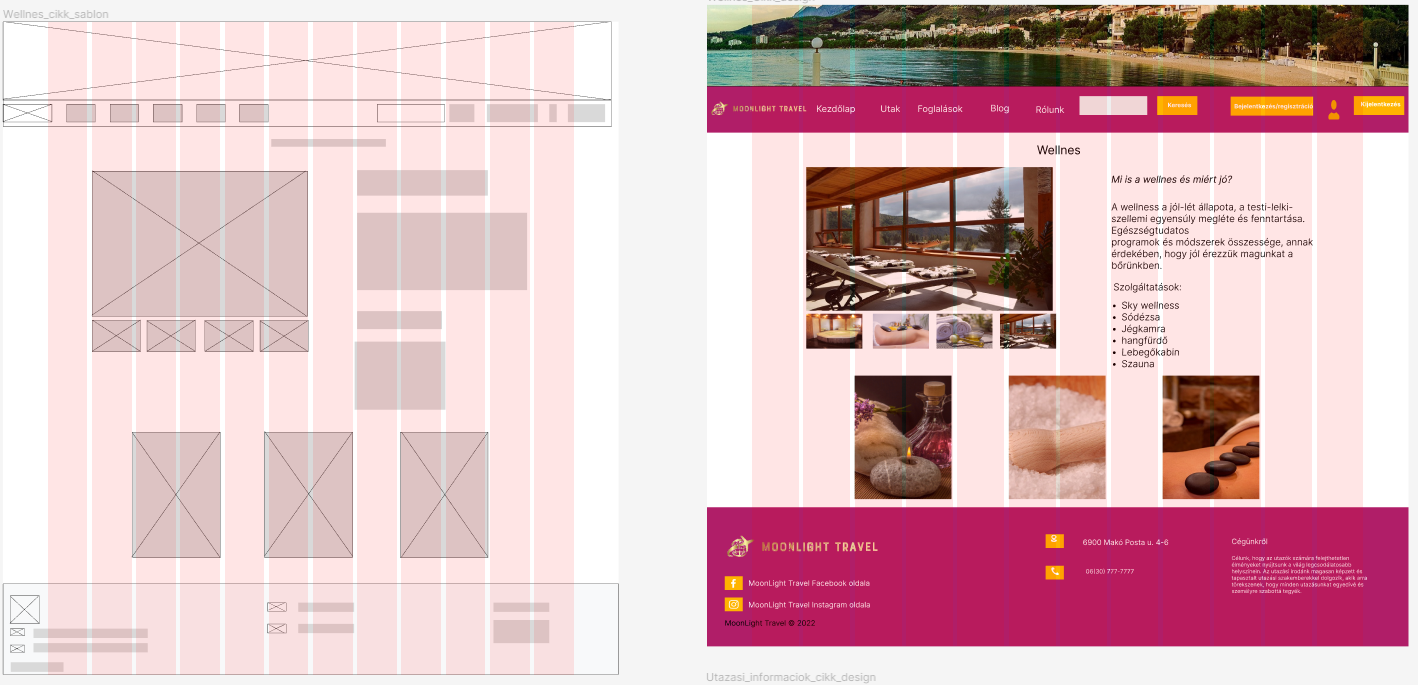 Wellnes_cikk_sablon
MOONLIGHT TRAVEL
Kezdőlap
Utak
Foglalások
Blog
Rólunk
Keresés
Bejelentkezés/regisztráció
Kijelentkezés
Wellnes
Mi is a wellnes és miért jó?
A wellness a jól-lét állapota, a testi-lelki-
szellemi egyensúly megléte és fenntartása.
Egészségtudatos
programok és módszerek összessége, annak
érdekében, hogy jól érezzük magunkat a
bőrünkben.
Szolgáltatások:
• Sky wellness
• Sódézsa
• Jégkamra
• hangfürdő
• Lebegőkabin
• Szauna
MOONLIGHT TRAVEL
MoonLight Travel Facebook oldala
MoonLight Travel Instagram oldala
MoonLight Travel © 2022
6900 Makó Posta u. 4-6
06(30) 777-7777
Cégünkről
Célunk, hogy az utazók számára felejthetetlen
élményeket nyújtsunk a világ legcsodálatosabb
helyszínein. Az utazási irodánk magasan képzett és
tapasztalt utazási szakemberekkel dolgozik, akik arra
törekszenek, hogy minden utazásunkat egyedivé és
személyre szabottá tegyék.
Utazasi_informaciok_cikk_design